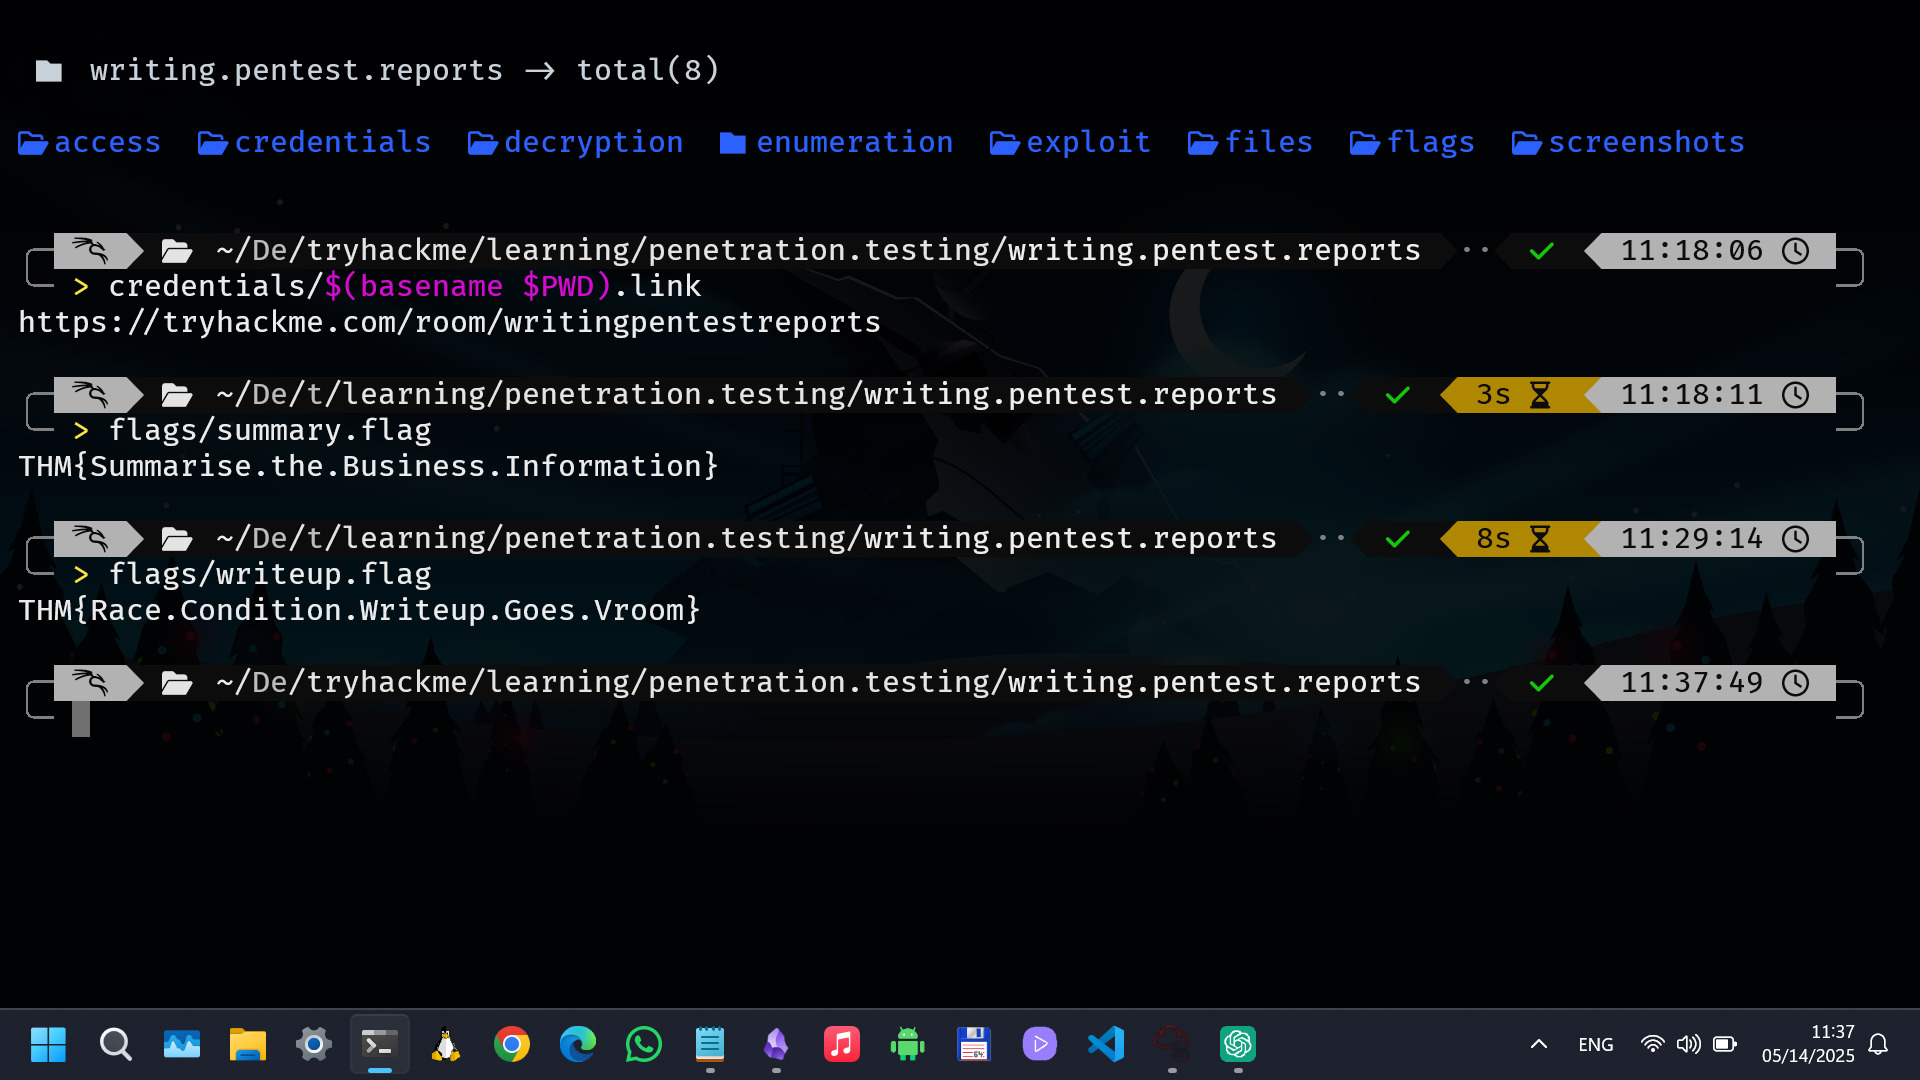 writing.pentest.reports → total(8)
access credentials decryption enumeration exploit files flags screenshots
~/De/tryhackme/learning/penetration.testing/writing.pentest.reports ·· ✓ 11:18:06
> credentials/$(basename $PWD).link
https://tryhackme.com/room/writingpentestreports
~/De/t/learning/penetration.testing/writing.pentest.reports ·· ✓ 3s 11:18:11
> flags/summary.flag
THM{Summarise.the.Business.Information}
~/De/t/learning/penetration.testing/writing.pentest.reports ·· ✓ 8s 11:29:14
> flags/writeup.flag
THM{Race.Condition.Writeup.Goes.Vroom}
~/De/tryhackme/learning/penetration.testing/writing.pentest.reports ·· ✓ 11:37:49
64
ENG
11:37
05/14/2025